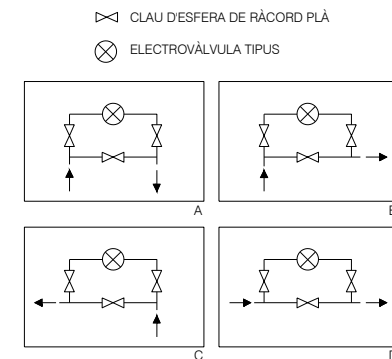 CLAU D'ESFERA DE RÀCORD PLÀ
ELECTROVÀLVULA TIPUS
A
B
C
D